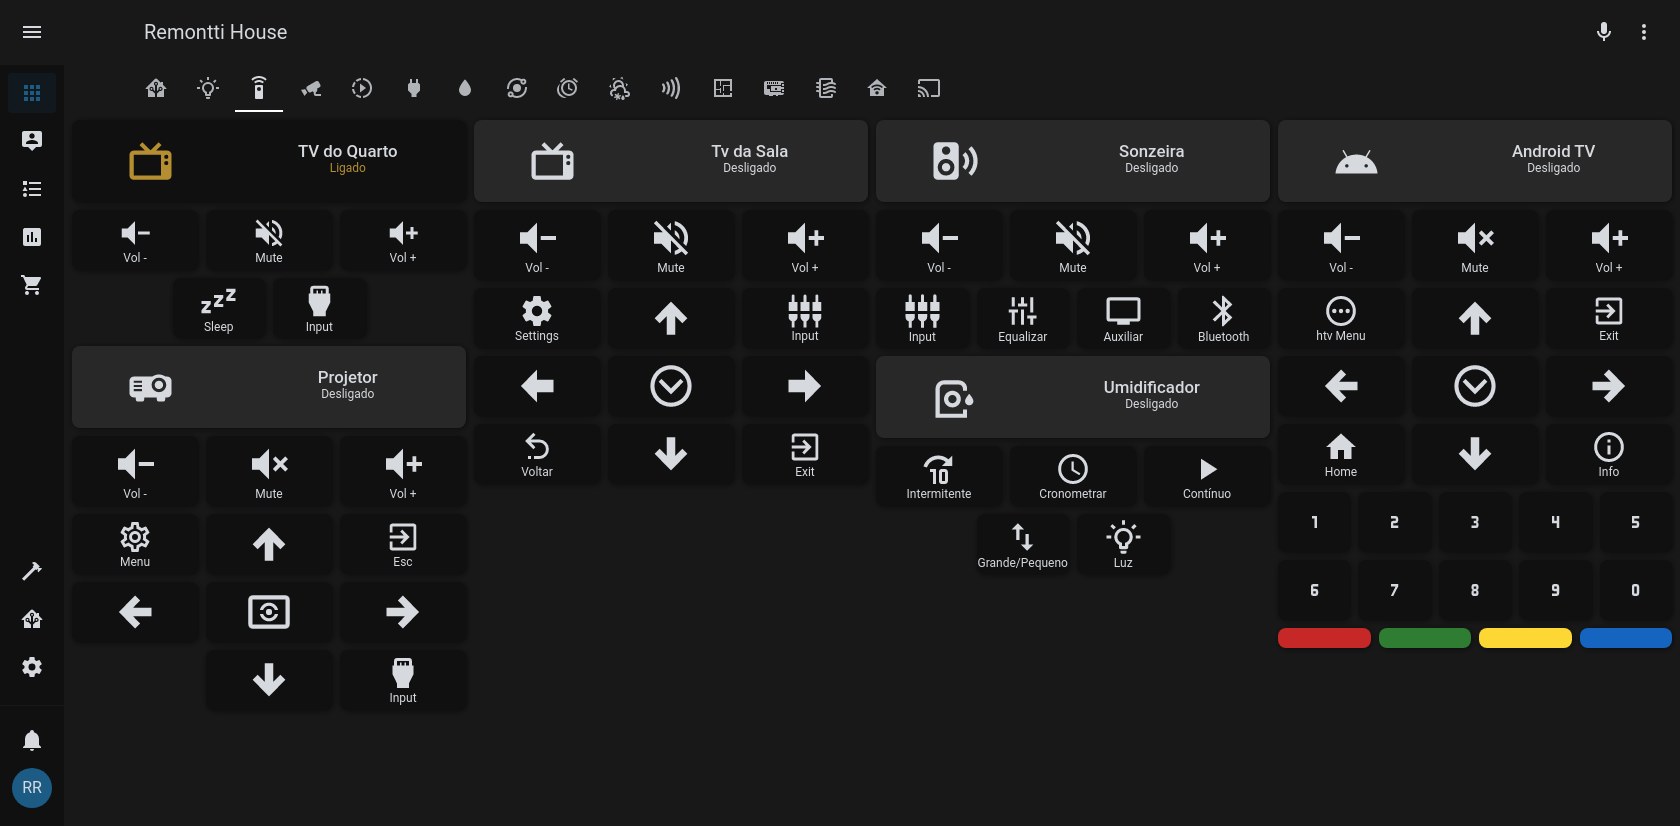 Remontti House
TV do Quarto
Ligado
Vol -
Mute
Vol +
Sleep
Input
Projetor
Desligado
Vol -
Mute
Vol +
Menu
Esc
Input
Tv da Sala
Desligado
Vol -
Mute
Vol +
Settings
Input
Voltar
Exit
Sonzeira
Desligado
Vol -
Mute
Vol +
Input
Equalizar
Auxiliar
Bluetooth
Umidificador
Desligado
10
Intermitente
Cronometrar
Contínuo
Grande/Pequeno
Luz
Android TV
Desligado
Vol -
Mute
Vol +
htv Menu
Exit
Home
Info
1 2 3 4 5
6 7 8 9 0
RR